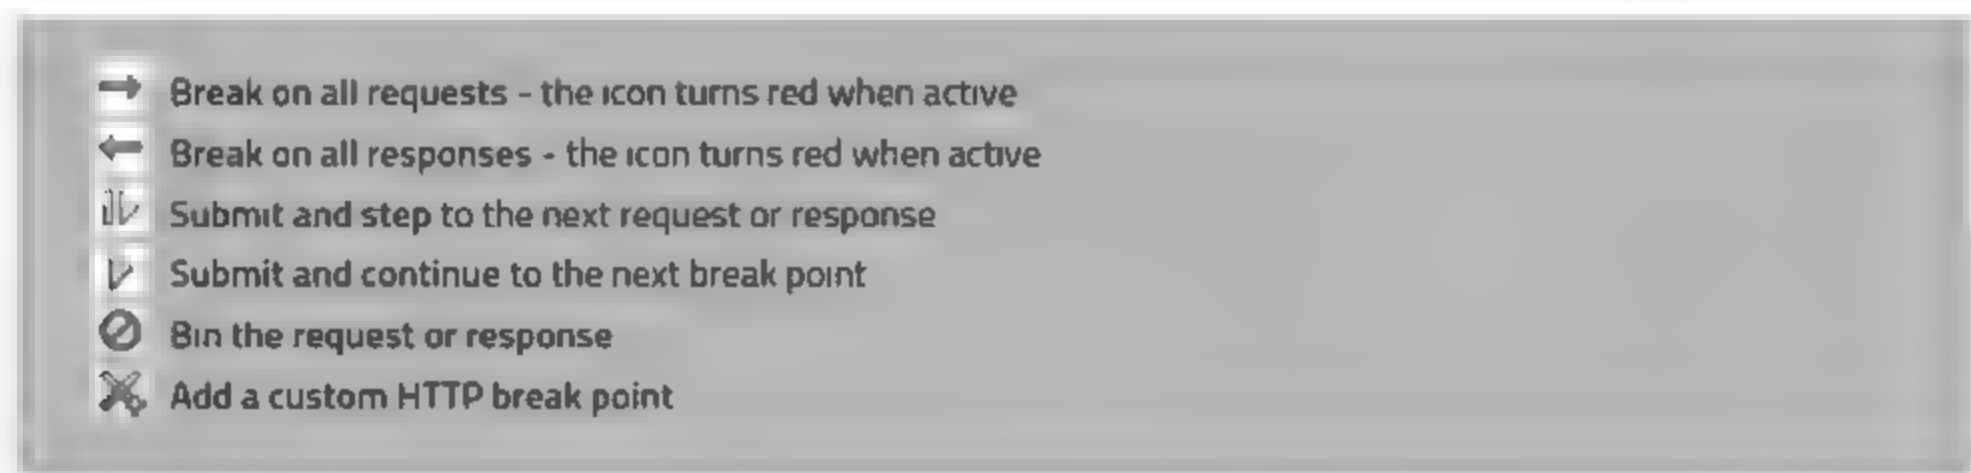 Break on all requests - the icon turns red when active
Break on all responses - the icon turns red when active
Submit and step to the next request or response
Submit and continue to the next break point
Bin the request or response
Add a custom HTTP break point